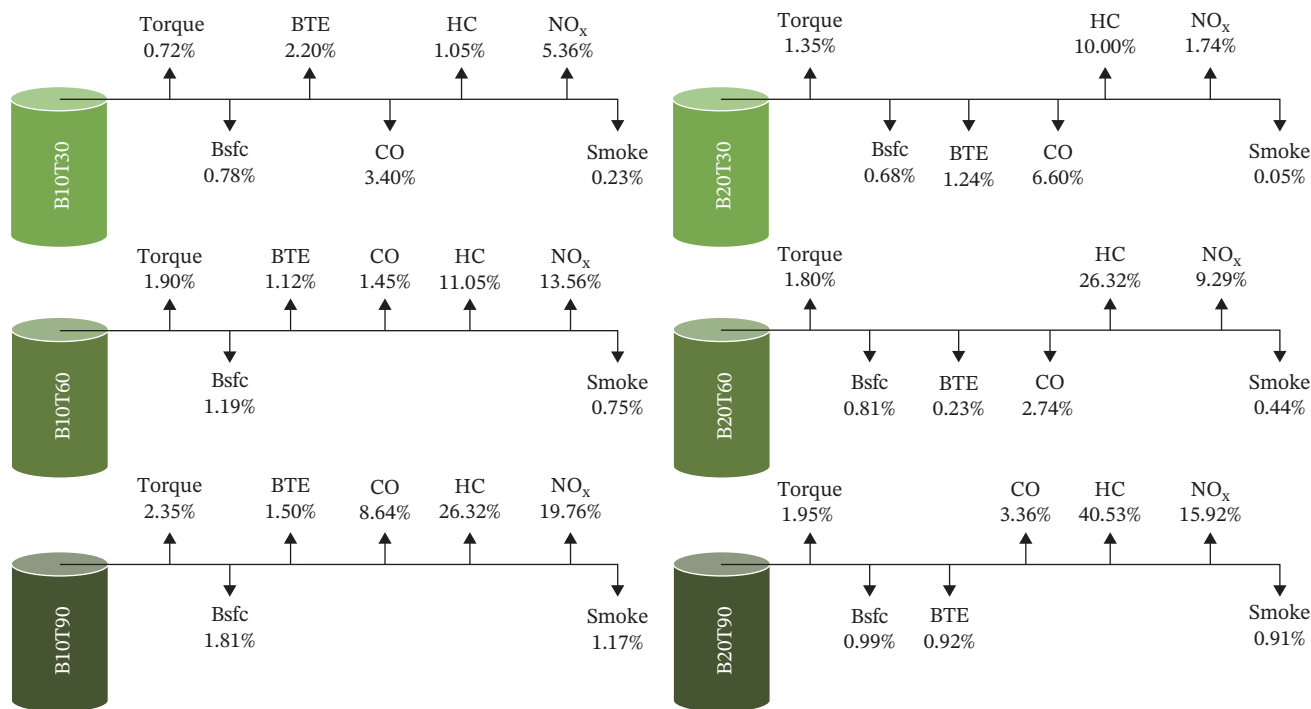 Torque BTE HC NOx
0.72% 2.20% 1.05% 5.36%
B10T30
Bsfc CO Smoke
0.78% 3.40% 0.23%
Torque HC NOx
1.35% 10.00% 1.74%
B20T30
Bsfc BTE CO Smoke
0.68% 1.24% 6.60% 0.05%
Torque BTE CO HC NOx
1.90% 1.12% 1.45% 11.05% 13.56%
B10T60
Bsfc Smoke
1.19% 0.75%
Torque HC NOx
1.80% 26.32% 9.29%
B20T60
Bsfc BTE CO Smoke
0.81% 0.23% 2.74% 0.44%
Torque BTE CO HC NOx
2.35% 1.50% 8.64% 26.32% 19.76%
B10T90
Bsfc Smoke
1.81% 1.17%
Torque CO HC NOx
1.95% 3.36% 40.53% 15.92%
B20T90
Bsfc BTE Smoke
0.99% 0.92% 0.91%